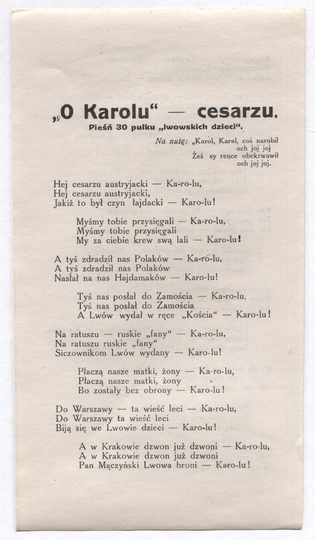 „O Karolu“ — cesarzu.
Pieśń 30 pułku „lwowskich dzieci“.
Na nutę: „Karol, Karol, coś narobił
och joj joj
Żeś sy rence obekrwawił
och joj joj.
Hej cesarzu austryjacki — Ka-ro-lu,
Hej cesarzu austryjacki,
Jakiż to był czyn łajdacki — Karo-lu!
Myśmy tobie przysięgali — Ka-ro-lu,
Myśmy tobie przysięgali
My za ciebie krew swą lali — Karo-lu!
A tyś zdradził nas Polaków — Ka-ro-lu,
A tyś zdradził nas Polaków
Nasłał na nas Hajdamaków — Karo-lu!
Tyś nas posłał do Zamościa — Ka-ro-lu,
Tyś nas posłał do Zamościa
A Lwów wydał w ręce „Kościa“ — Karo-lu!
Na ratuszu — ruskie „fany“ — Ka-ro-lu,
Na ratuszu ruskie „fany“
Siczownikom Lwów wydany — Karo-lu!
Płaczą nasze matki, żony — Ka-ro-lu,
Płaczą nasze matki, żony
Bo zostały bez obrony — Karo-lu!
Do Warszawy — ta wieść leci — Ka-ro-lu,
Do Warszawy ta wieść leci
Biją się we Lwowie dzieci — Karo-lu!
A w Krakowie dzwon już dzwoni — Ka-ro-lu,
A w Krakowie dzwon już dzwoni
Pan Mączyński Lwowa broni — Karo-lu!